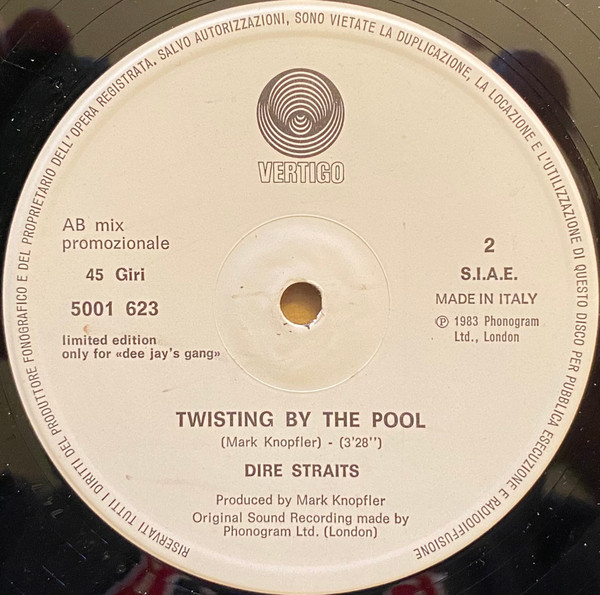 RISERVATI TUTTI I DIRITTI DEL PRODUTTORE FONOGRAFICO E DEL PROPRIETARIO DELL'OPERA REGISTRATA. SALVO AUTORIZZAZIONI, SONO VIETATE LA DUPLICAZIONE, LA LOCAZIONE E L'UTILIZZAZIONE DI QUESTO DISCO PER PUBBLICA ESECUZIONE E RADIODIFFUSIONE
VERTIGO
AB mix
promozionale
45 Giri
5001 623
limited edition
only for «dee jay's gang»
2
S.I.A.E.
MADE IN ITALY
℗ 1983 Phonogram
Ltd., London
TWISTING BY THE POOL
(Mark Knopfler) - (3'28'')
DIRE STRAITS
Produced by Mark Knopfler
Original Sound Recording made by
Phonogram Ltd. (London)